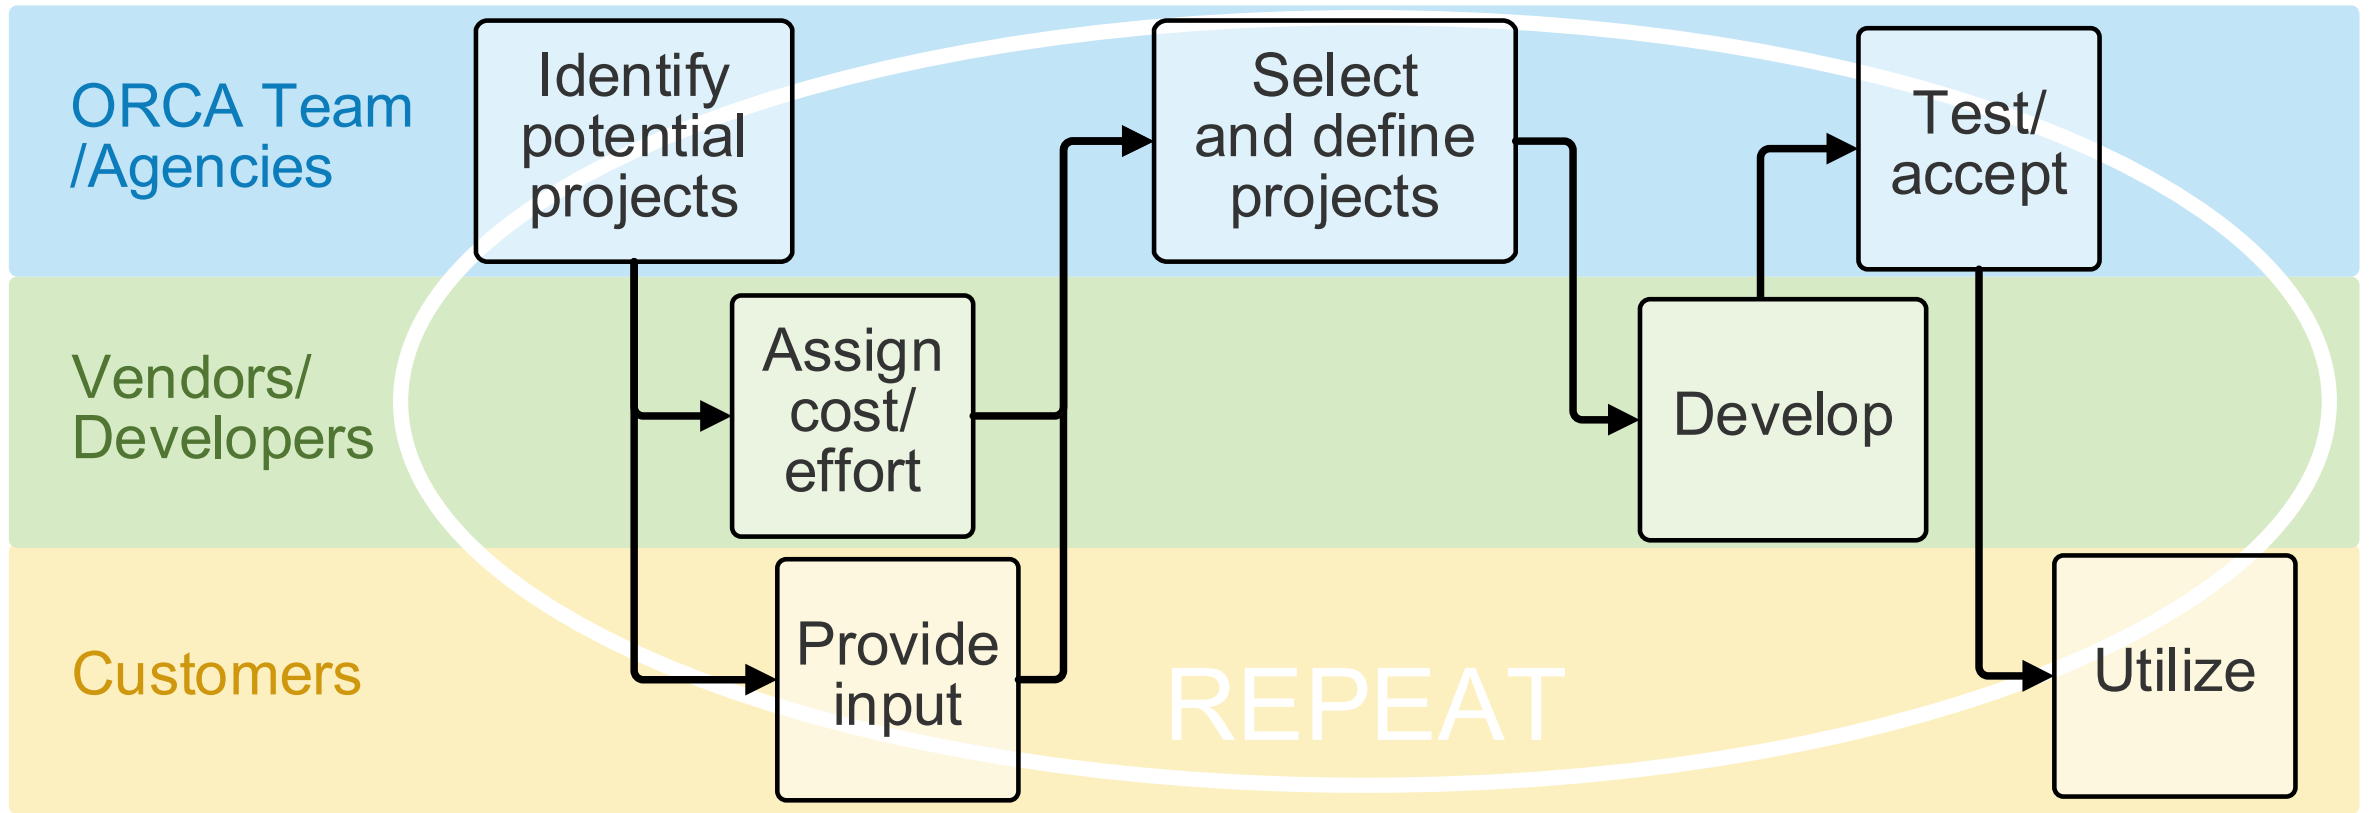 ORCA Team
/Agencies
Identify
potential
projects
Select
and define
projects
Test/
accept
Vendors/
Developers
Assign
cost/
effort
Develop
Customers
Provide
input
REPEAT
Utilize